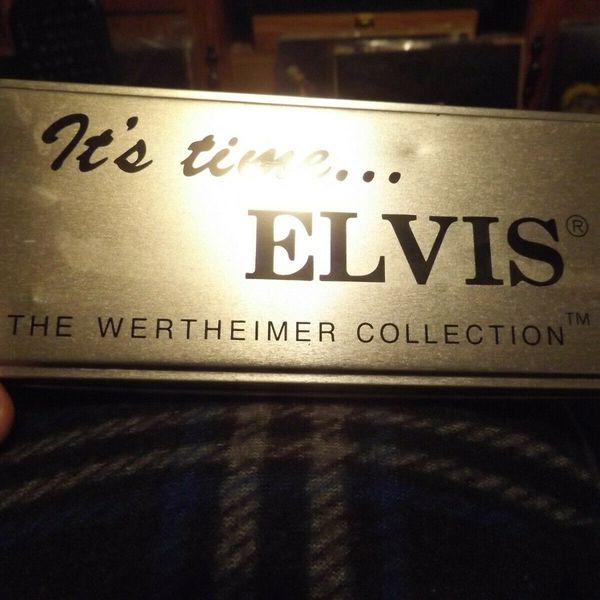 It's time...
ELVIS®
THE WERTHEIMER COLLECTION™